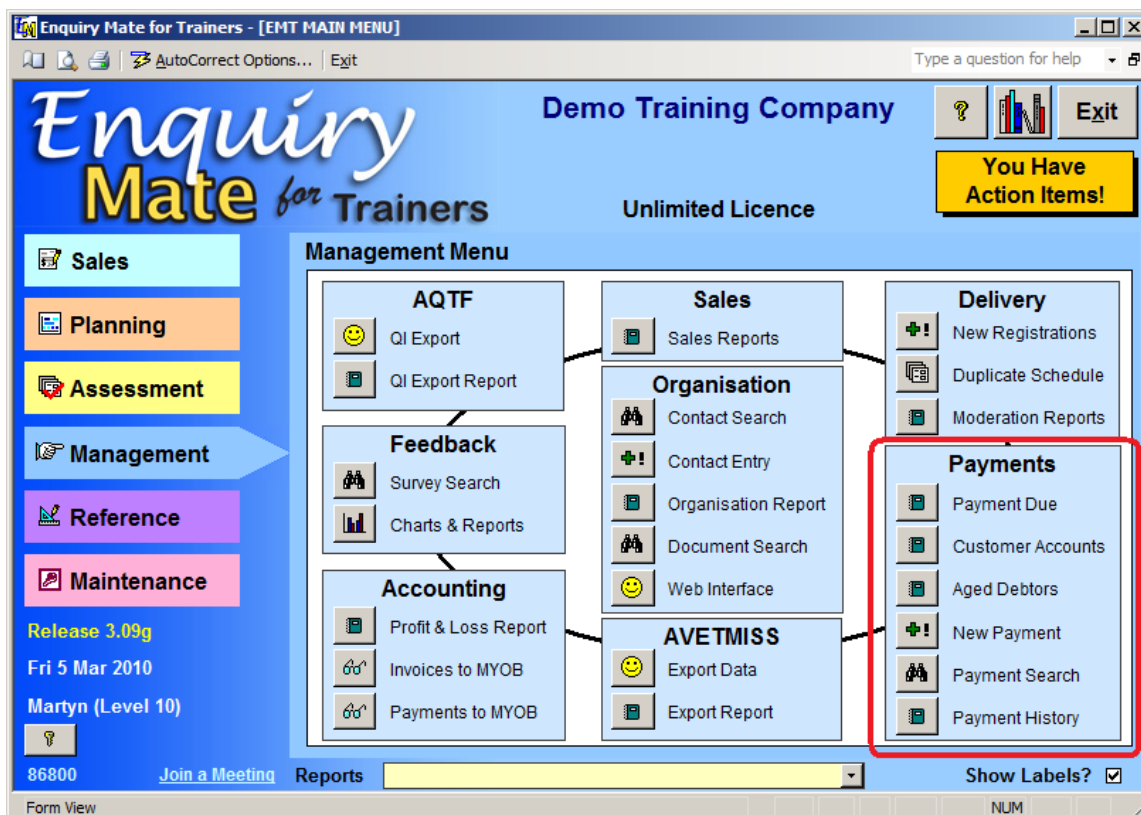 Enquiry Mate for Trainers - [EMT MAIN MENU]
AutoCorrect Options... Exit
Type a question for help
Enquiry
Mate for Trainers
Demo Training Company
Unlimited Licence
? Exit
You Have
Action Items!
Sales
Planning
Assessment
Management
Reference
Maintenance
Release 3.09g
Fri 5 Mar 2010
Martyn (Level 10)
86800 Join a Meeting
Management Menu
AQTF
QI Export
QI Export Report
Feedback
Survey Search
Charts & Reports
Accounting
Profit & Loss Report
Invoices to MYOB
Payments to MYOB
Sales
Sales Reports
Organisation
Contact Search
Contact Entry
Organisation Report
Document Search
Web Interface
AVETMISS
Export Data
Export Report
Delivery
New Registrations
Duplicate Schedule
Moderation Reports
Payments
Payment Due
Customer Accounts
Aged Debtors
New Payment
Payment Search
Payment History
Reports
Show Labels?
Form View
NUM